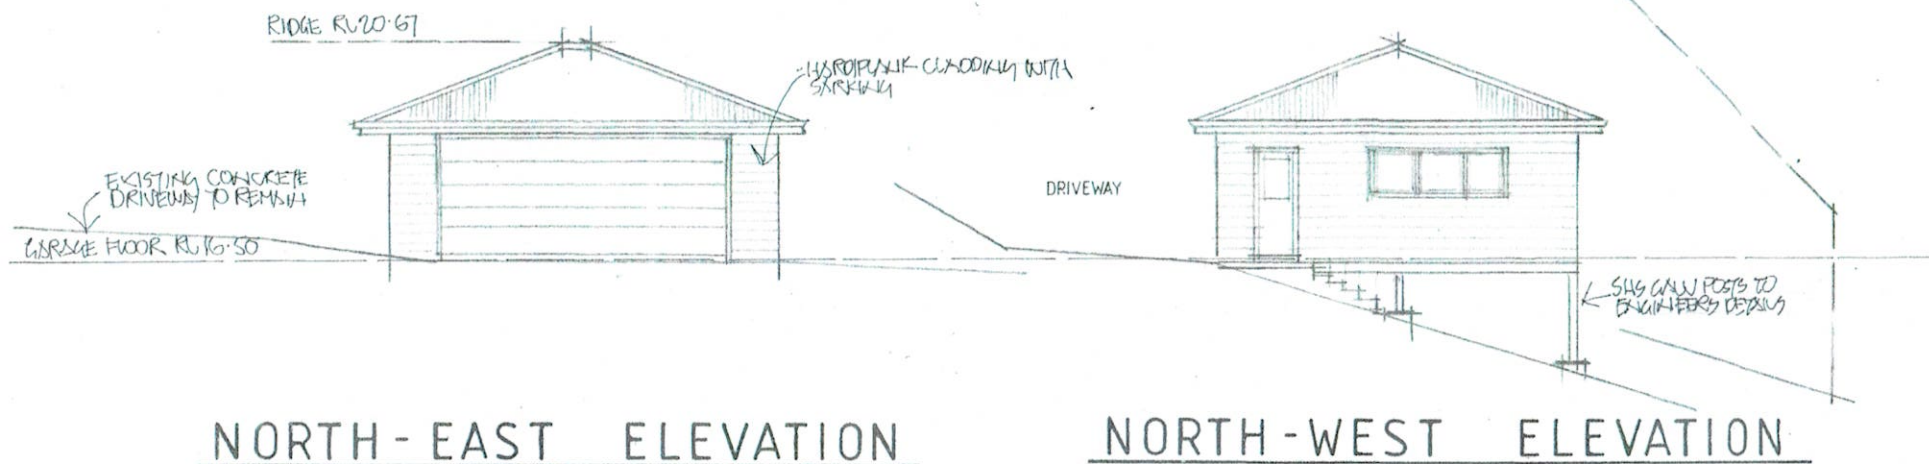 RIDGE RL20·67
HARDIPLANK CLADDING WITH
SARKING
EXISTING CONCRETE
DRIVEWAY TO REMAIN
GARAGE FLOOR RL16·50
DRIVEWAY
SHS GALV POSTS TO
ENGINEERS DETAILS
NORTH-EAST ELEVATION
NORTH-WEST ELEVATION